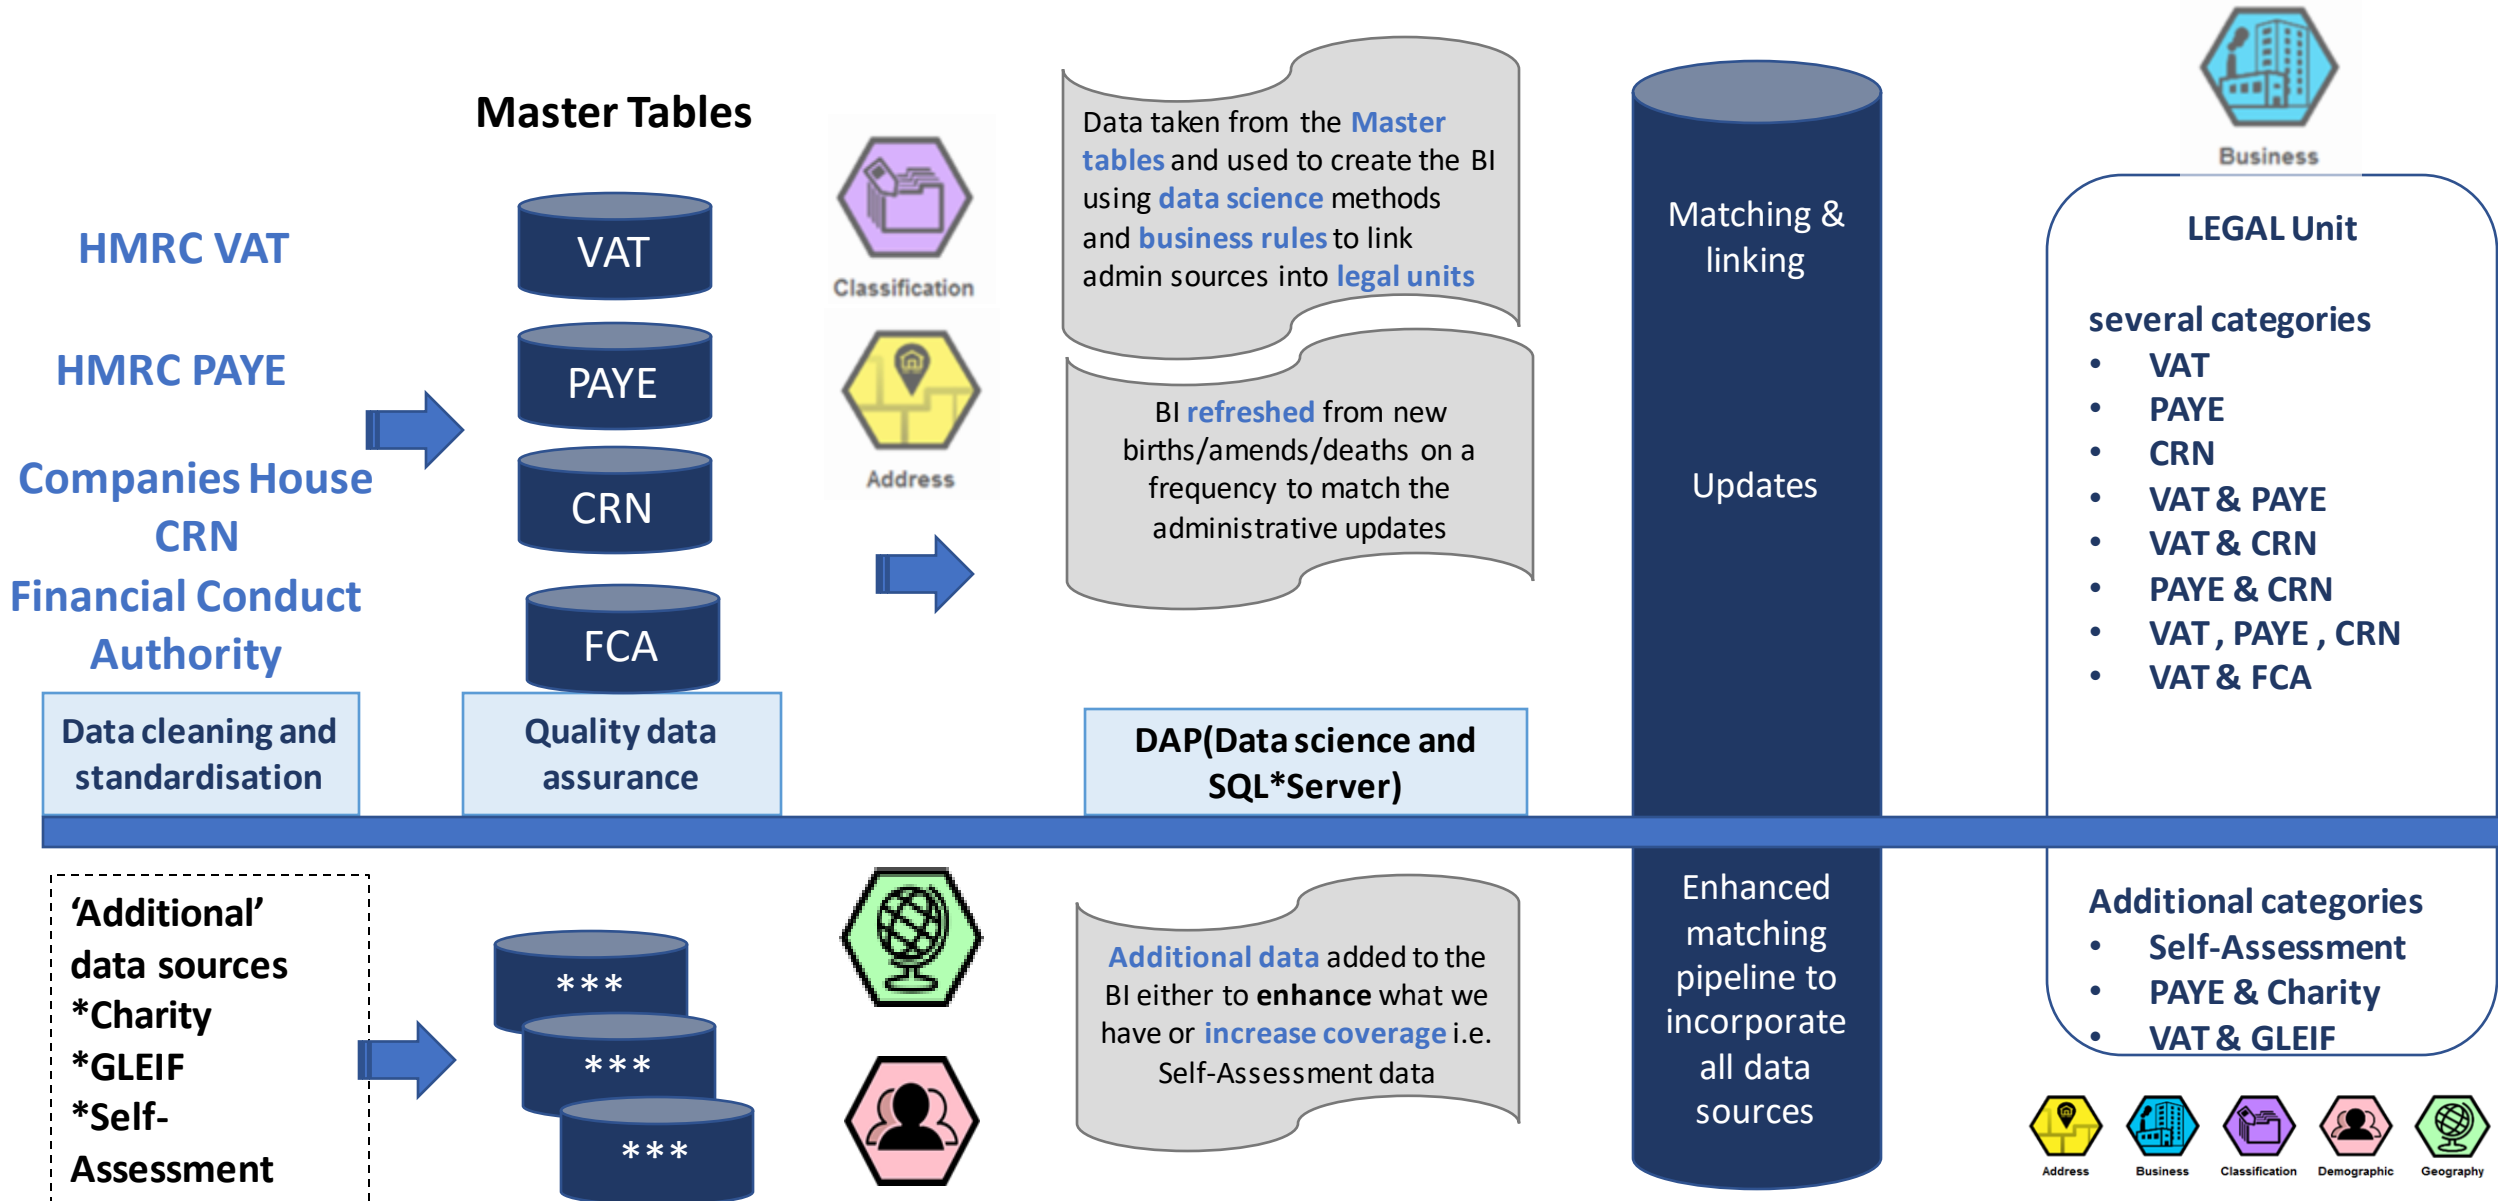 Master Tables
HMRC VAT
HMRC PAYE
Companies House
CRN
Financial Conduct
Authority
VAT
PAYE
CRN
FCA
Classification
Address
Data taken from the Master
tables and used to create the BI
using data science methods
and business rules to link
admin sources into legal units
BI refreshed from new
births/amends/deaths on a
frequency to match the
administrative updates
Matching &
linking
Updates
Business
LEGAL Unit
several categories
• VAT
• PAYE
• CRN
• VAT & PAYE
• VAT & CRN
• PAYE & CRN
• VAT , PAYE , CRN
• VAT & FCA
Data cleaning and
standardisation
Quality data
assurance
DAP(Data science and
SQL*Server)
‘Additional’
data sources
*Charity
*GLEIF
*Self-
Assessment
***
***
***
Additional data added to the
BI either to enhance what we
have or increase coverage i.e.
Self-Assessment data
Enhanced
matching
pipeline to
incorporate
all data
sources
Additional categories
• Self-Assessment
• PAYE & Charity
• VAT & GLEIF
Address Business Classification Demographic Geography